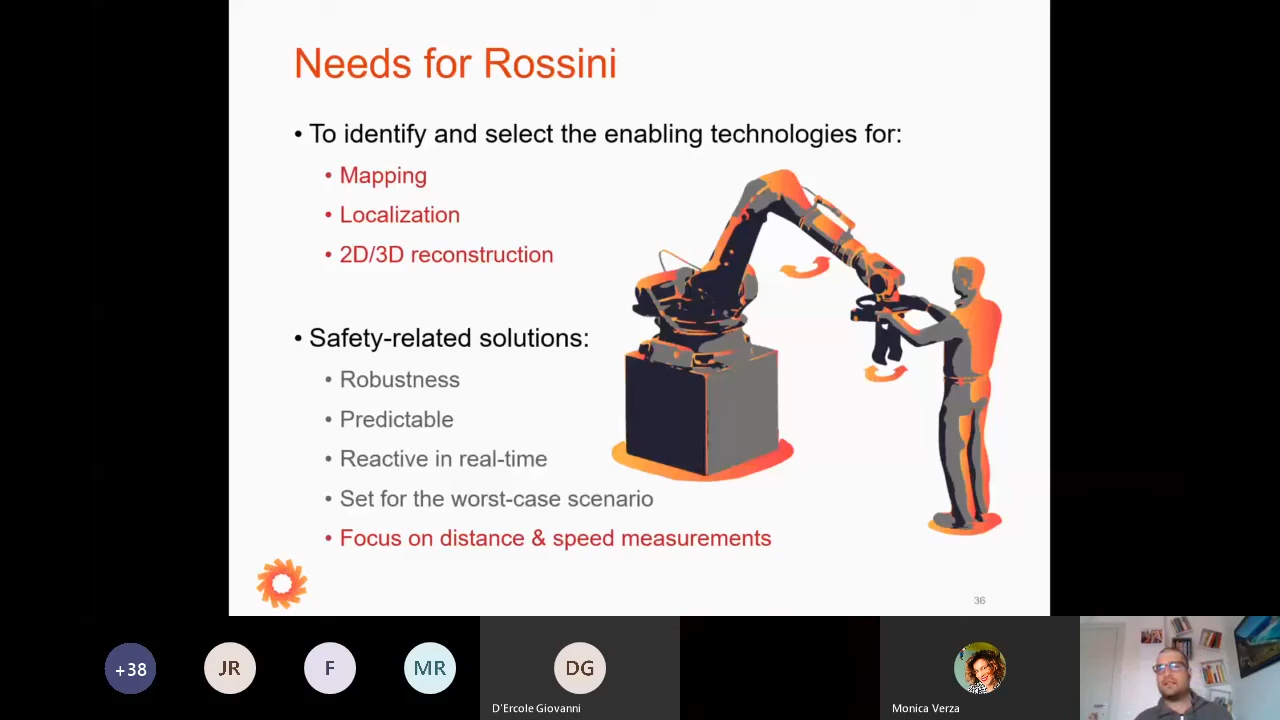 Needs for Rossini
• To identify and select the enabling technologies for:
• Mapping
• Localization
• 2D/3D reconstruction
• Safety-related solutions:
• Robustness
• Predictable
• Reactive in real-time
• Set for the worst-case scenario
• Focus on distance & speed measurements
36
+38
JR
F
MR
DG
D'Ercole Giovanni
Monica Verza